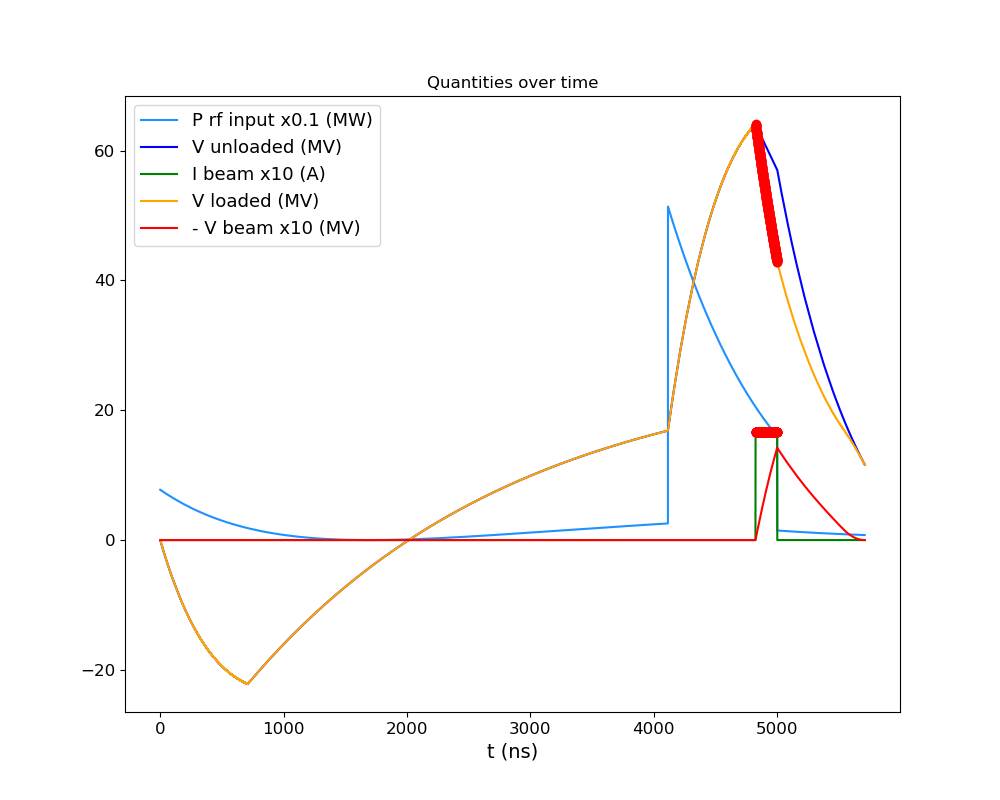 Quantities over time
P rf input x0.1 (MW)
V unloaded (MV)
I beam x10 (A)
V loaded (MV)
- V beam x10 (MV)
60
40
20
0
−20
0 1000 2000 3000 4000 5000
t (ns)